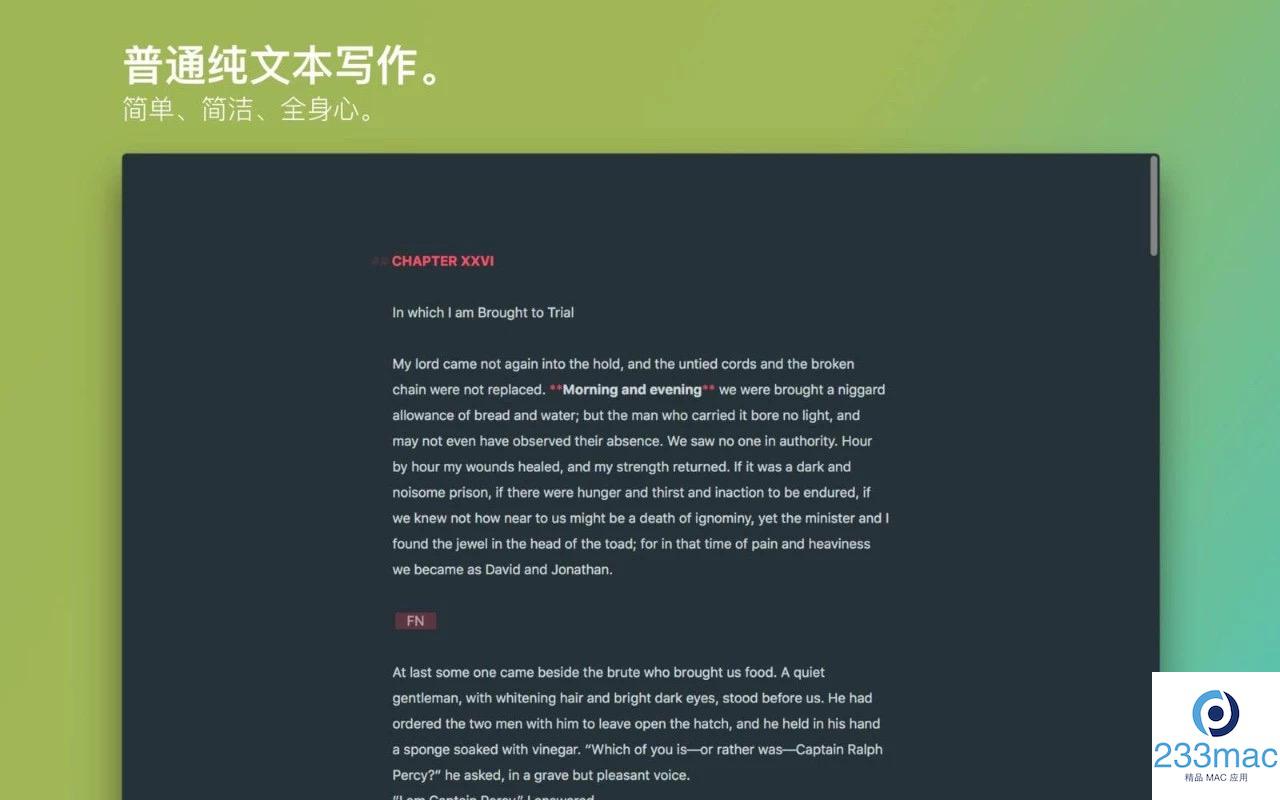 普通纯文本写作。
简单、简洁、全身心。
## CHAPTER XXVI
In which I am Brought to Trial
My lord came not again into the hold, and the untied cords and the broken
chain were not replaced. **Morning and evening** we were brought a niggard
allowance of bread and water; but the man who carried it bore no light, and
may not even have observed their absence. We saw no one in authority. Hour
by hour my wounds healed, and my strength returned. If it was a dark and
noisome prison, if there were hunger and thirst and inaction to be endured, if
we knew not how near to us might be a death of ignominy, yet the minister and I
found the jewel in the head of the toad; for in that time of pain and heaviness
we became as David and Jonathan.
FN
At last some one came beside the brute who brought us food. A quiet
gentleman, with whitening hair and bright dark eyes, stood before us. He had
ordered the two men with him to leave open the hatch, and he held in his hand
a sponge soaked with vinegar. “Which of you is—or rather was—Captain Ralph
Percy?” he asked, in a grave but pleasant voice.
“I am Captain Percy,” I answered.
233mac
精品 MAC 应用